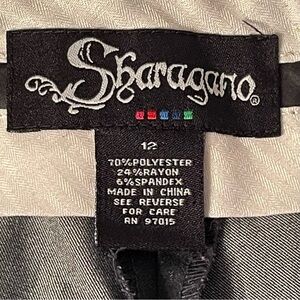 Sharagano®
12
70%POLYESTER
24%RAYON
6%SPANDEX
MADE IN CHINA
SEE REVERSE
FOR CARE
RN 97015